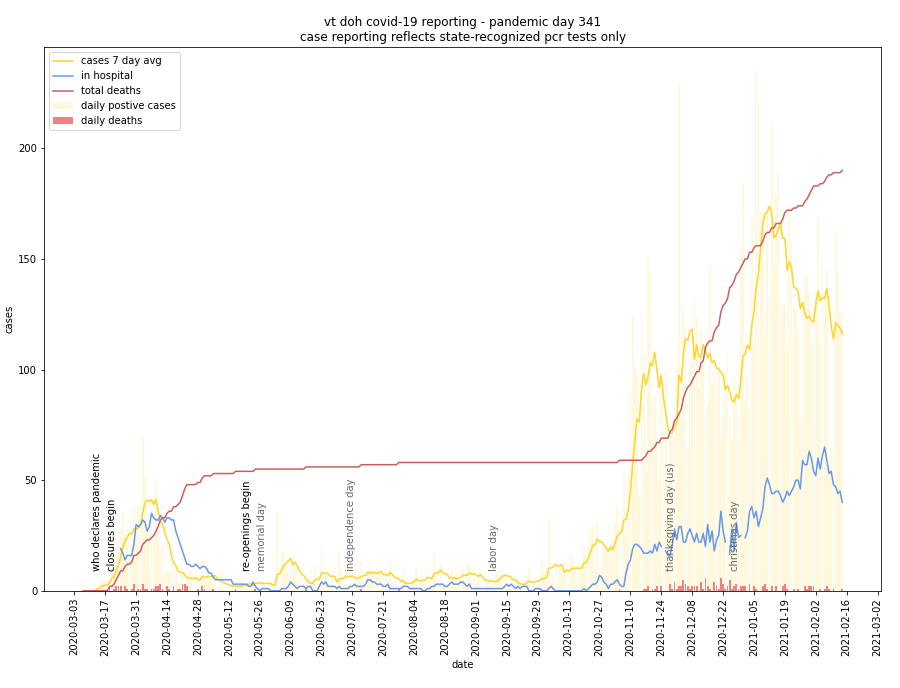 vt doh covid-19 reporting - pandemic day 341
case reporting reflects state-recognized pcr tests only
cases 7 day avg
in hospital
total deaths
daily postive cases
daily deaths
200
150
100
50
0
cases
who declares pandemic
closures begin
re-openings begin
memorial day
independence day
labor day
thanksgiving day (us)
christmas day
2020-03-03
2020-03-17
2020-03-31
2020-04-14
2020-04-28
2020-05-12
2020-05-26
2020-06-09
2020-06-23
2020-07-07
2020-07-21
2020-08-04
2020-08-18
2020-09-01
2020-09-15
2020-09-29
2020-10-13
2020-10-27
2020-11-10
2020-11-24
2020-12-08
2020-12-22
2021-01-05
2021-01-19
2021-02-02
2021-02-16
2021-03-02
date